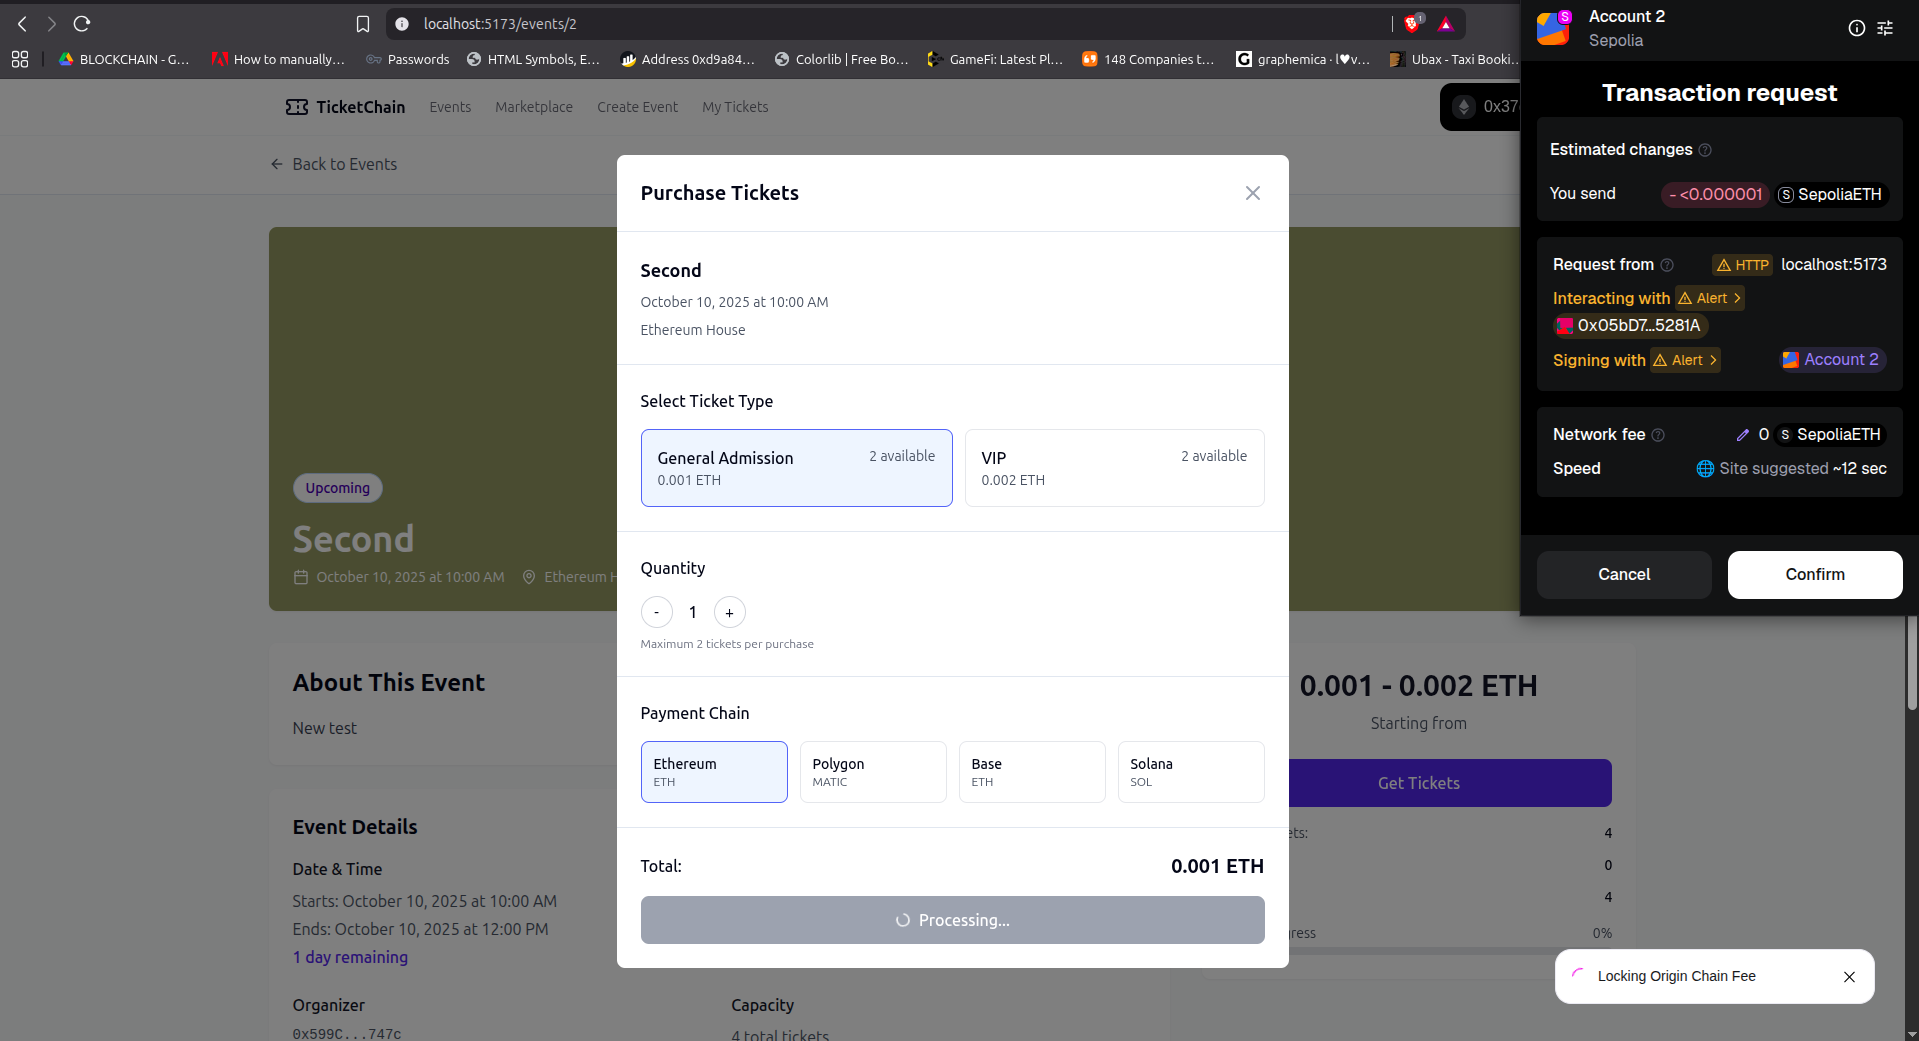 localhost:5173/events/2
1
BLOCKCHAIN - G...
How to manually...
Passwords
HTML Symbols, E...
Address 0xd9a84...
Colorlib | Free Bo...
GameFi: Latest Pl...
148 Companies t...
graphemica · l♥v...
Ubax - Taxi Booki...
TicketChain
Events
Marketplace
Create Event
My Tickets
0x37
Back to Events
Upcoming
Second
October 10, 2025 at 10:00 AM
Ethereum H
About This Event
New test
Event Details
Date & Time
Starts: October 10, 2025 at 10:00 AM
Ends: October 10, 2025 at 12:00 PM
1 day remaining
Organizer
0x599C...747c
Capacity
4 total tickets
Purchase Tickets
Second
October 10, 2025 at 10:00 AM
Ethereum House
Select Ticket Type
General Admission
2 available
0.001 ETH
VIP
2 available
0.002 ETH
Quantity
- 1 +
Maximum 2 tickets per purchase
Payment Chain
Ethereum
ETH
Polygon
MATIC
Base
ETH
Solana
SOL
Total:
0.001 ETH
Processing...
0.001 - 0.002 ETH
Starting from
Get Tickets
ets:
4
0
4
gress
0%
Locking Origin Chain Fee
S
Account 2
Sepolia
Transaction request
Estimated changes
You send
- <0.000001
S SepoliaETH
Request from
HTTP
localhost:5173
Interacting with
Alert
0x05bD7...5281A
Signing with
Alert
Account 2
Network fee
0
S SepoliaETH
Speed
Site suggested ~12 sec
Cancel
Confirm